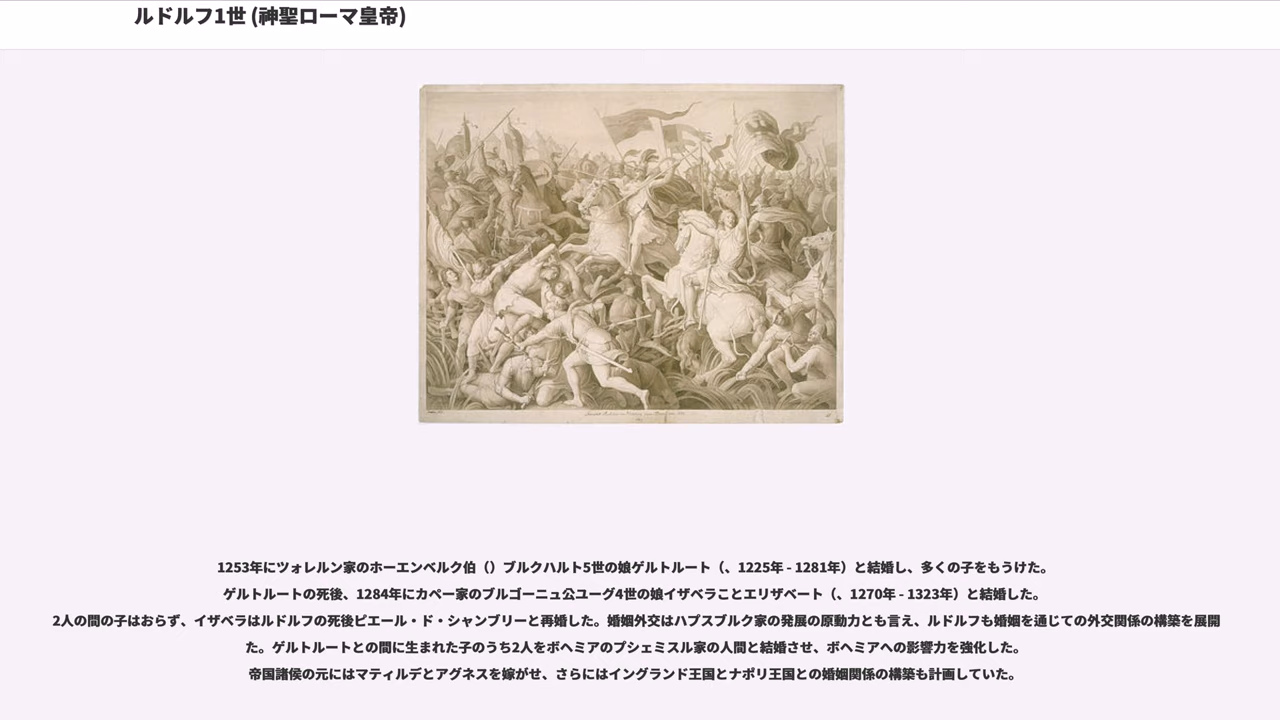 ルドルフ1世 (神聖ローマ皇帝)
1253年にツォレルン家のホーエンベルク伯（）ブルクハルト5世の娘ゲルトルート（、1225年 - 1281年）と結婚し、多くの子をもうけた。
ゲルトルートの死後、1284年にカペー家のブルゴーニュ公ユーグ4世の娘イザベラことエリザベート（、1270年 - 1323年）と結婚した。
2人の間の子はおらず、イザベラはルドルフの死後ピエール・ド・シャンブリーと再婚した。婚姻外交はハプスブルク家の発展の原動力とも言え、ルドルフも婚姻を通じての外交関係の構築を展開
た。ゲルトルートとの間に生まれた子のうち2人をボヘミアのプシェミスル家の人間と結婚させ、ボヘミアへの影響力を強化した。
帝国諸侯の元にはマティルデとアグネスを嫁がせ、さらにはイングランド王国とナポリ王国との婚姻関係の構築も計画していた。